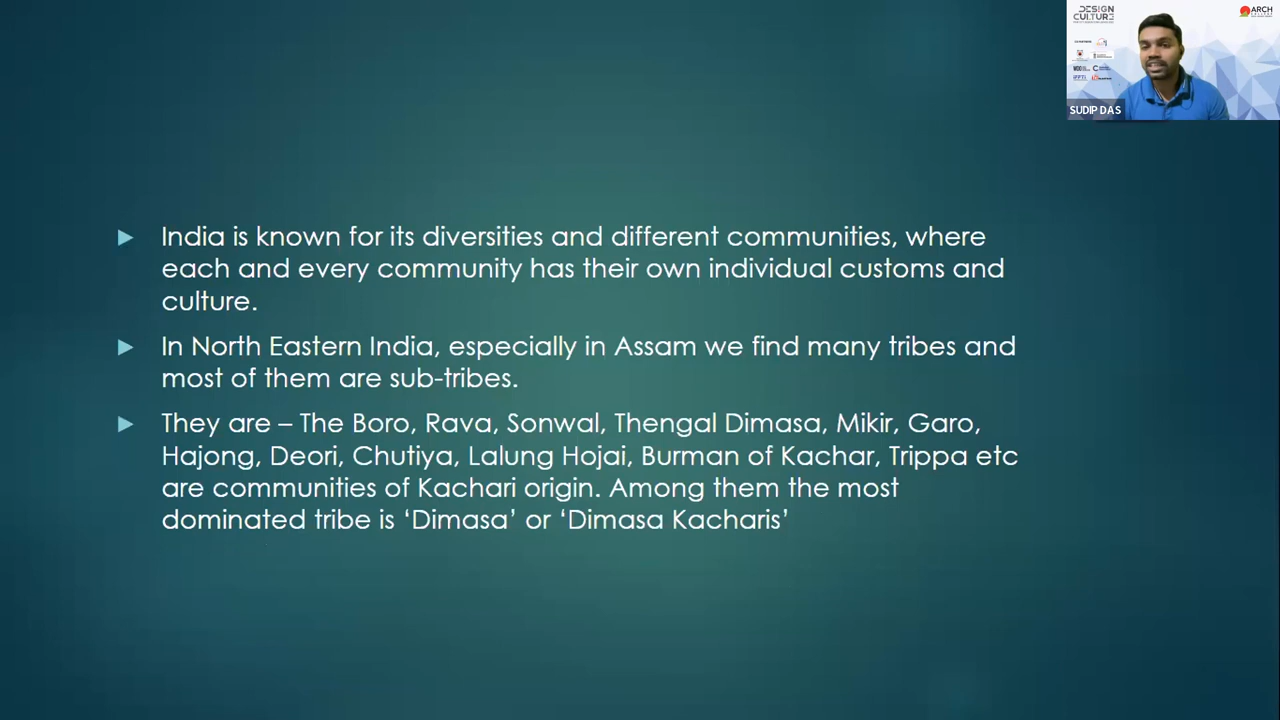 DESIGN
CULTURE
ARCH
SUDIP DAS
India is known for its diversities and different communities, where
each and every community has their own individual customs and
culture.
In North Eastern India, especially in Assam we find many tribes and
most of them are sub-tribes.
They are – The Boro, Rava, Sonwal, Thengal Dimasa, Mikir, Garo,
Hajong, Deori, Chutiya, Lalung Hojai, Burman of Kachar, Trippa etc
are communities of Kachari origin. Among them the most
dominated tribe is ‘Dimasa’ or ‘Dimasa Kacharis’